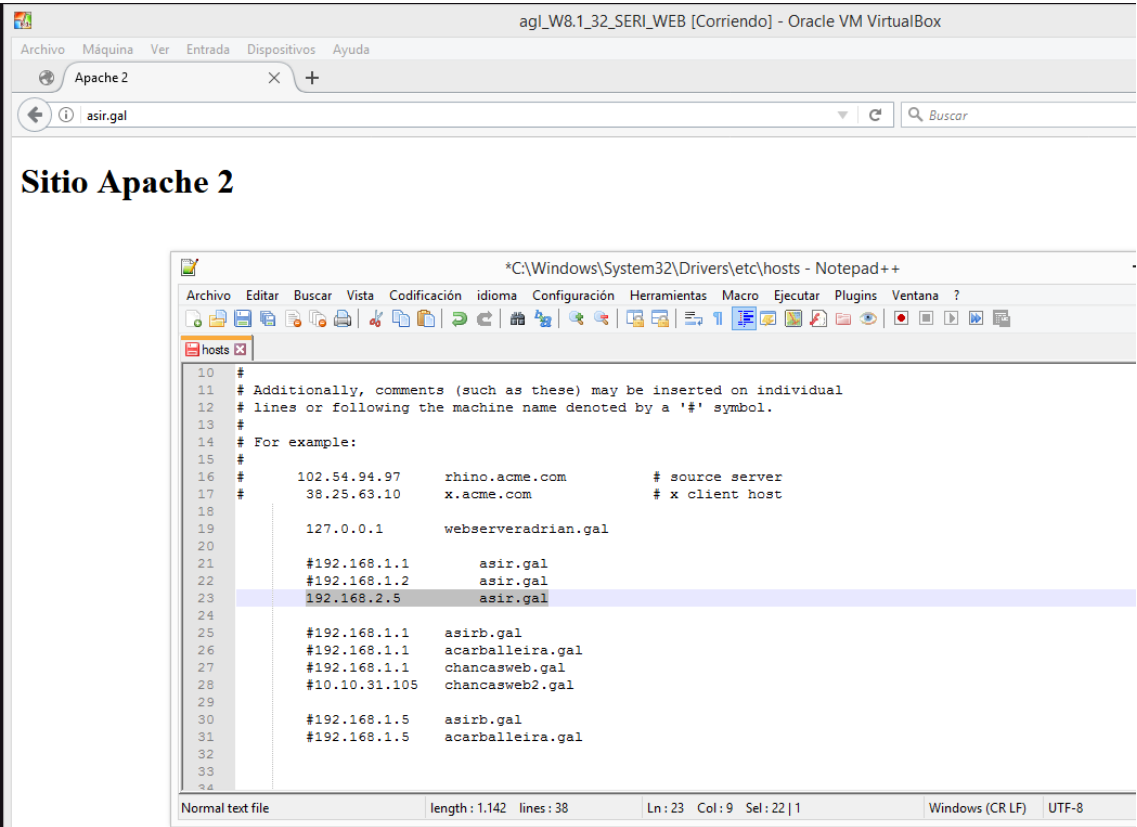 agl_W8.1_32_SERI_WEB [Corriendo] - Oracle VM VirtualBox
Archivo Máquina Ver Entrada Dispositivos Ayuda
Apache 2
asir.gal
Buscar
Sitio Apache 2
*C:\Windows\System32\Drivers\etc\hosts - Notepad++
Archivo Editar Buscar Vista Codificación idioma Configuración Herramientas Macro Ejecutar Plugins Ventana ?
hosts
10 #
11 # Additionally, comments (such as these) may be inserted on individual
12 # lines or following the machine name denoted by a '#' symbol.
13 #
14 # For example:
15 #
16 # 102.54.94.97 rhino.acme.com # source server
17 # 38.25.63.10 x.acme.com # x client host
18
19 127.0.0.1 webserveradrian.gal
20
21 #192.168.1.1 asir.gal
22 #192.168.1.2 asir.gal
23 192.168.2.5 asir.gal
24
25 #192.168.1.1 asirb.gal
26 #192.168.1.1 acarballeira.gal
27 #192.168.1.1 chancasweb.gal
28 #10.10.31.105 chancasweb2.gal
29
30 #192.168.1.5 asirb.gal
31 #192.168.1.5 acarballeira.gal
32
33
34
Normal text file length : 1.142 lines : 38 Ln : 23 Col : 9 Sel : 22 | 1 Windows (CR LF) UTF-8